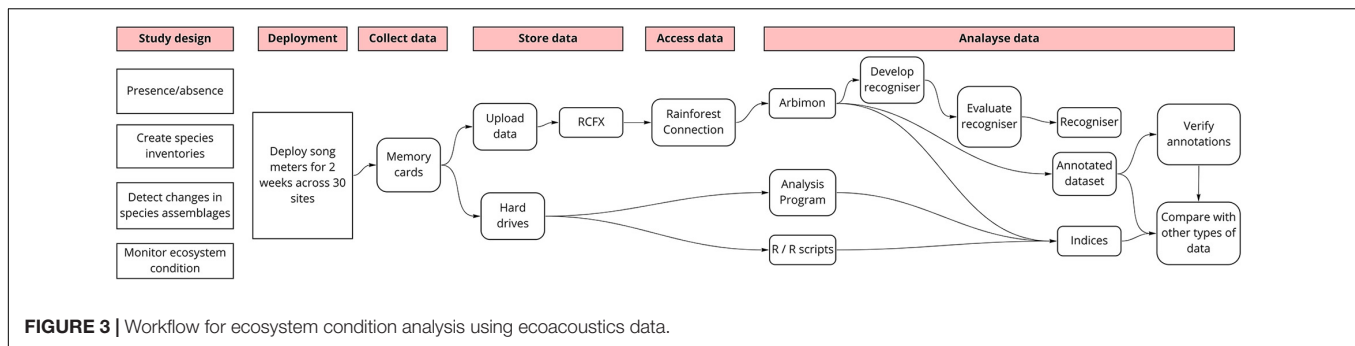 Study design
Deployment
Collect data
Store data
Access data
Analyse data
Presence/absence
Create species
inventories
Detect changes in
species assemblages
Monitor ecosystem
condition
Deploy song
meters for 2
weeks across 30
sites
Memory
cards
Upload
data
RCFX
Hard
drives
Rainforest
Connection
Arbimon
Analysis
Program
R / R scripts
Develop
recogniser
Evaluate
recogniser
Recogniser
Annotated
dataset
Indices
Verify
annotations
Compare with
other types of
data
FIGURE 3 | Workflow for ecosystem condition analysis using ecoacoustics data.